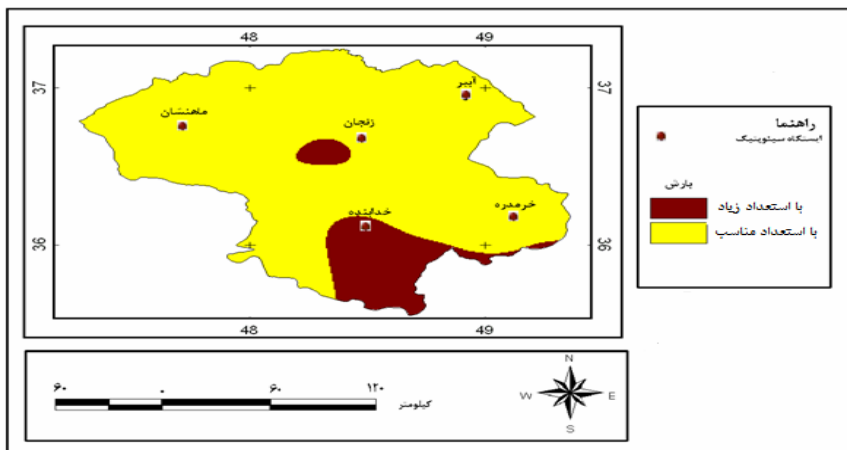 48 49
37 37
آببر
ماهنشان
زنجان
خرمدره
خدابنده
36 36
48 49
راهنما
ایستگاه سینوپتیک
بارش
با استعداد زیاد
با استعداد مناسب
۶۰ ۰ ۶۰ ۱۲۰
کیلومتر
N
W E
S